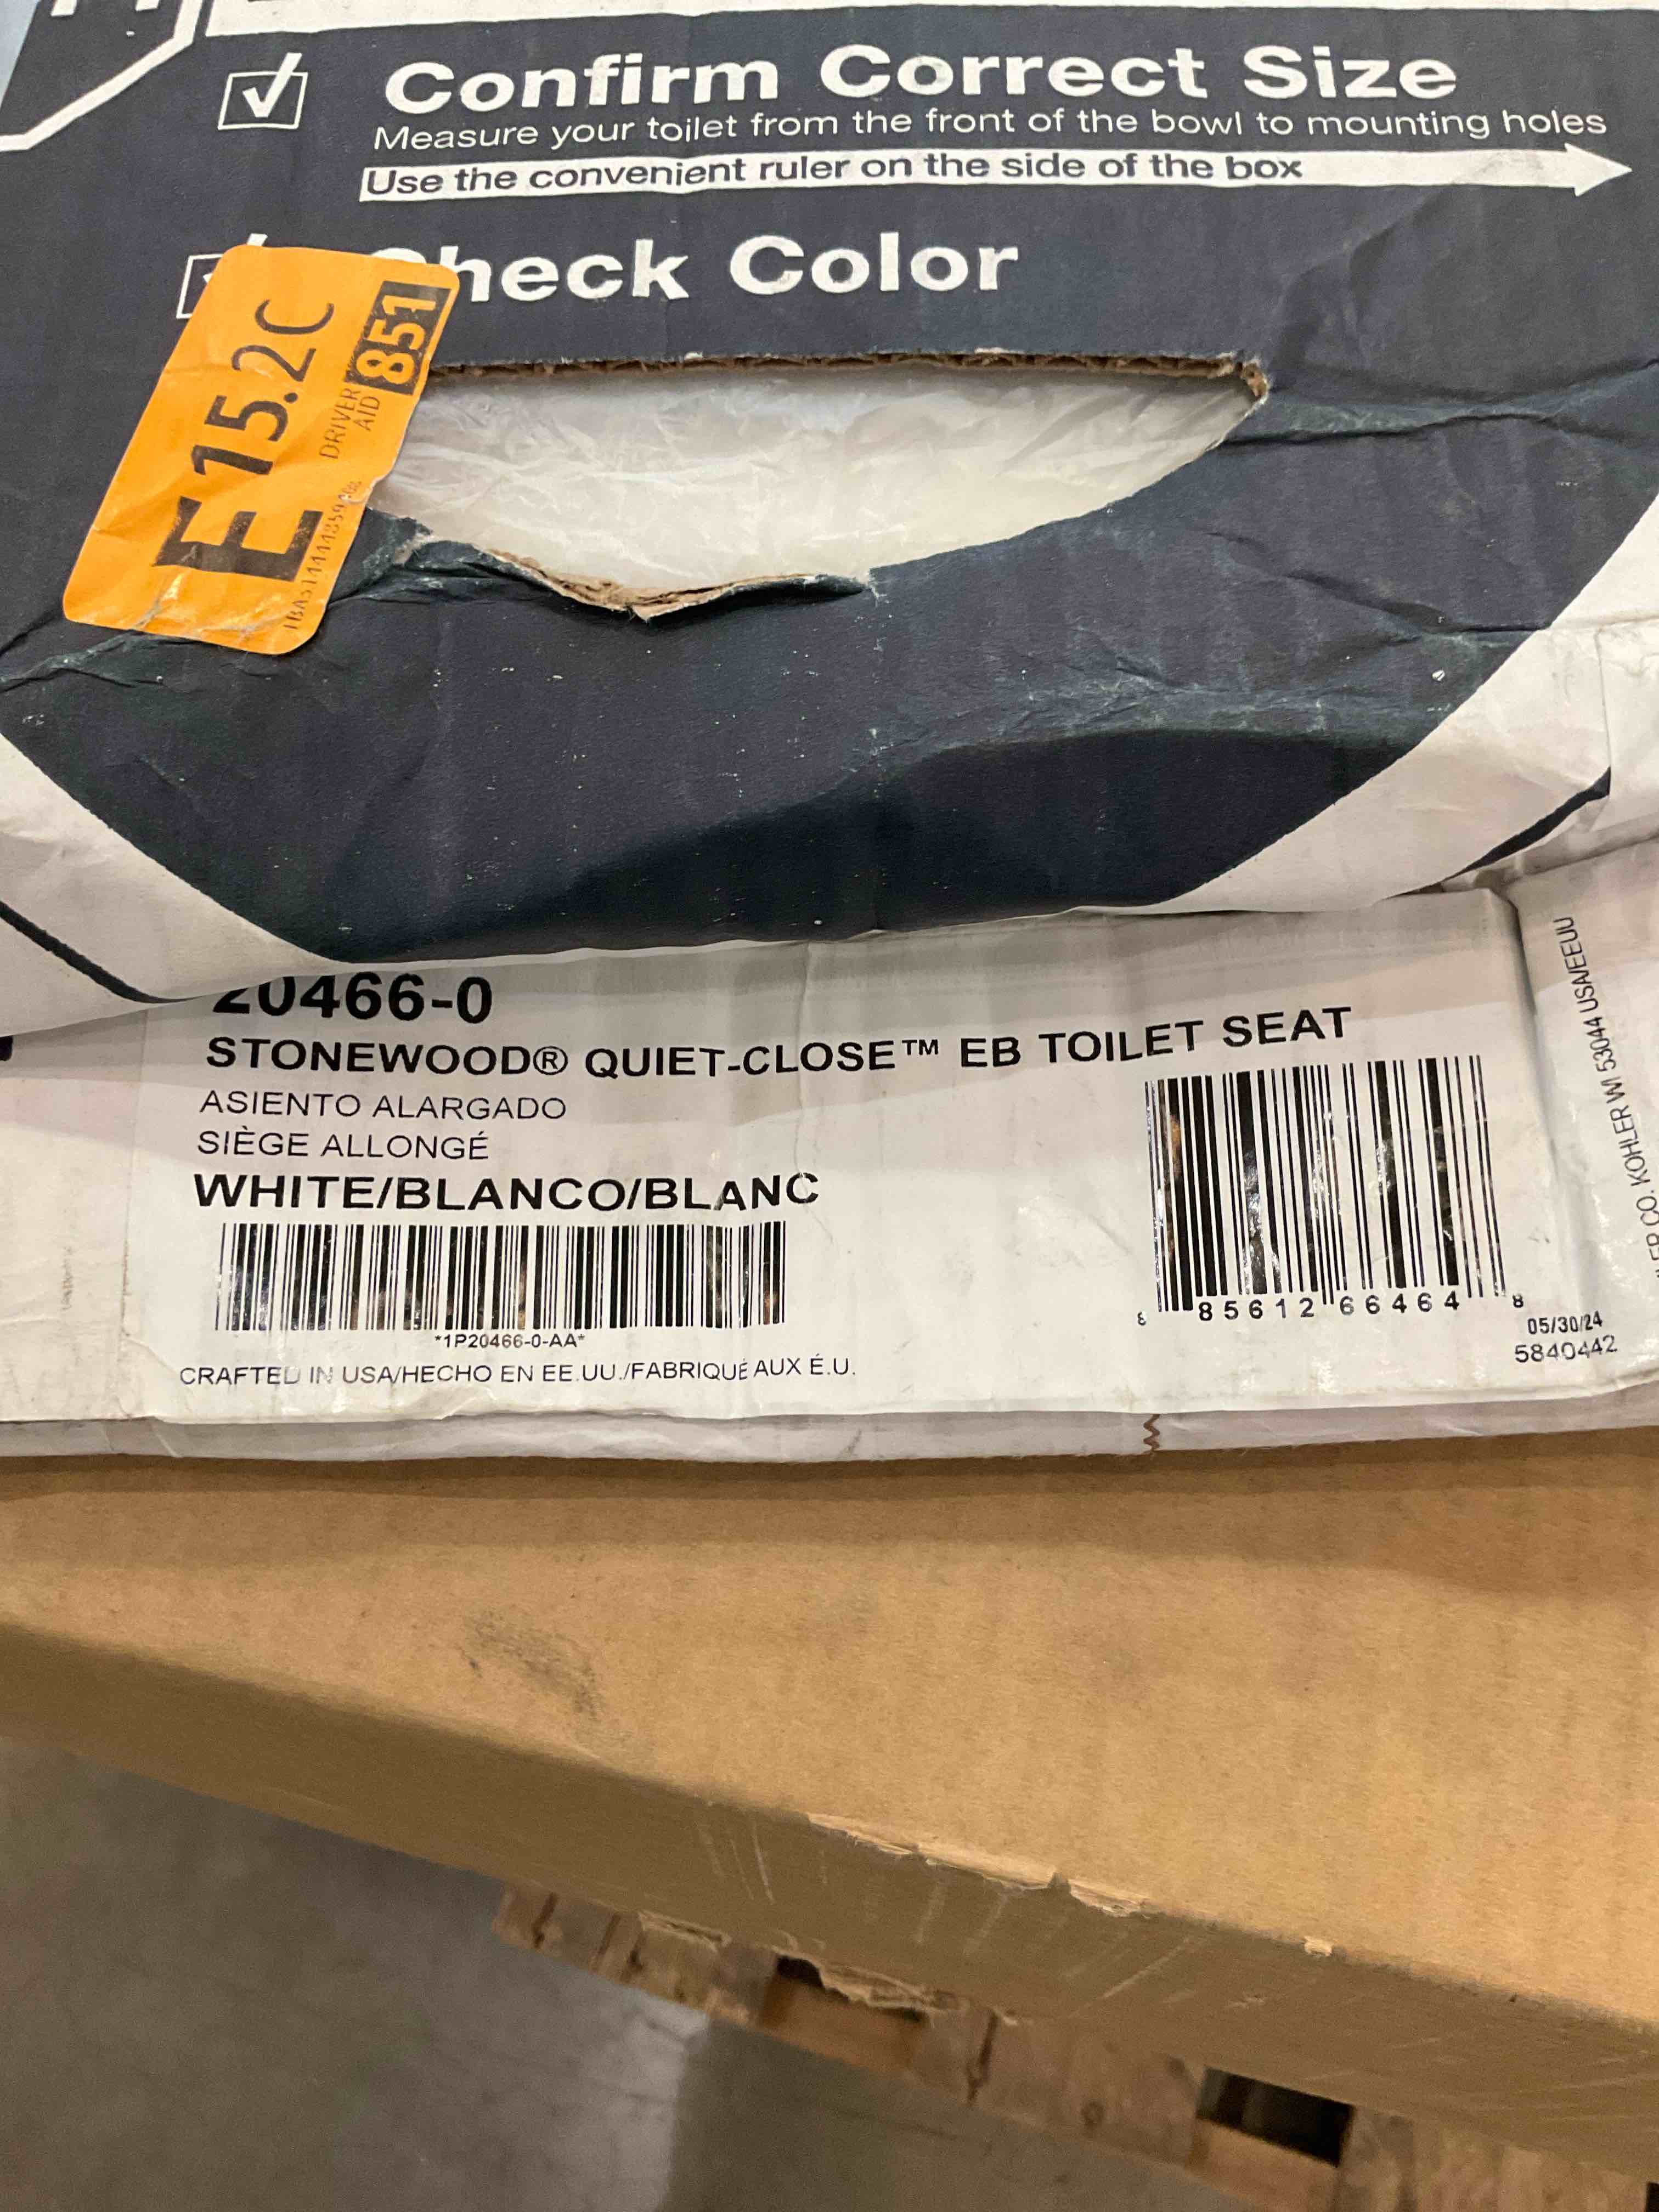 Confirm Correct Size
Measure your toilet from the front of the bowl to mounting holes
Use the convenient ruler on the side of the box
heck Color
E 15.2C
DRIVER
AID
851
20466-0
STONEWOOD® QUIET-CLOSE™ EB TOILET SEAT
ASIENTO ALARGADO
SIÈGE ALLONGÉ
WHITE/BLANCO/BLANC
*1P20466-0-AA*
CRAFTED IN USA/HECHO EN EE.UU./FABRIQUÉ AUX É.U.
8 85612 66464 8
05/30/24
5840442
CO. KOHLER WI 53044 USA/EEUU